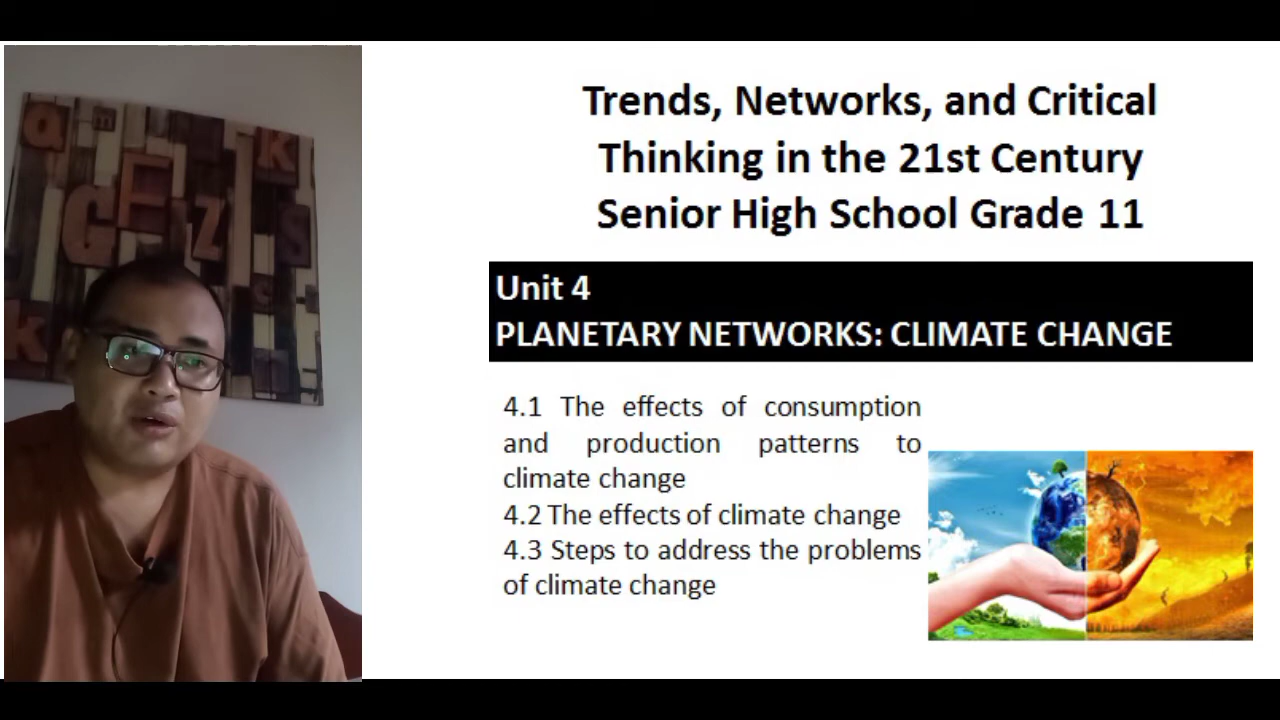 Trends, Networks, and Critical
Thinking in the 21st Century
Senior High School Grade 11
Unit 4
PLANETARY NETWORKS: CLIMATE CHANGE
4.1 The effects of consumption
and production patterns to
climate change
4.2 The effects of climate change
4.3 Steps to address the problems
of climate change
a m K
F
G Z S
k